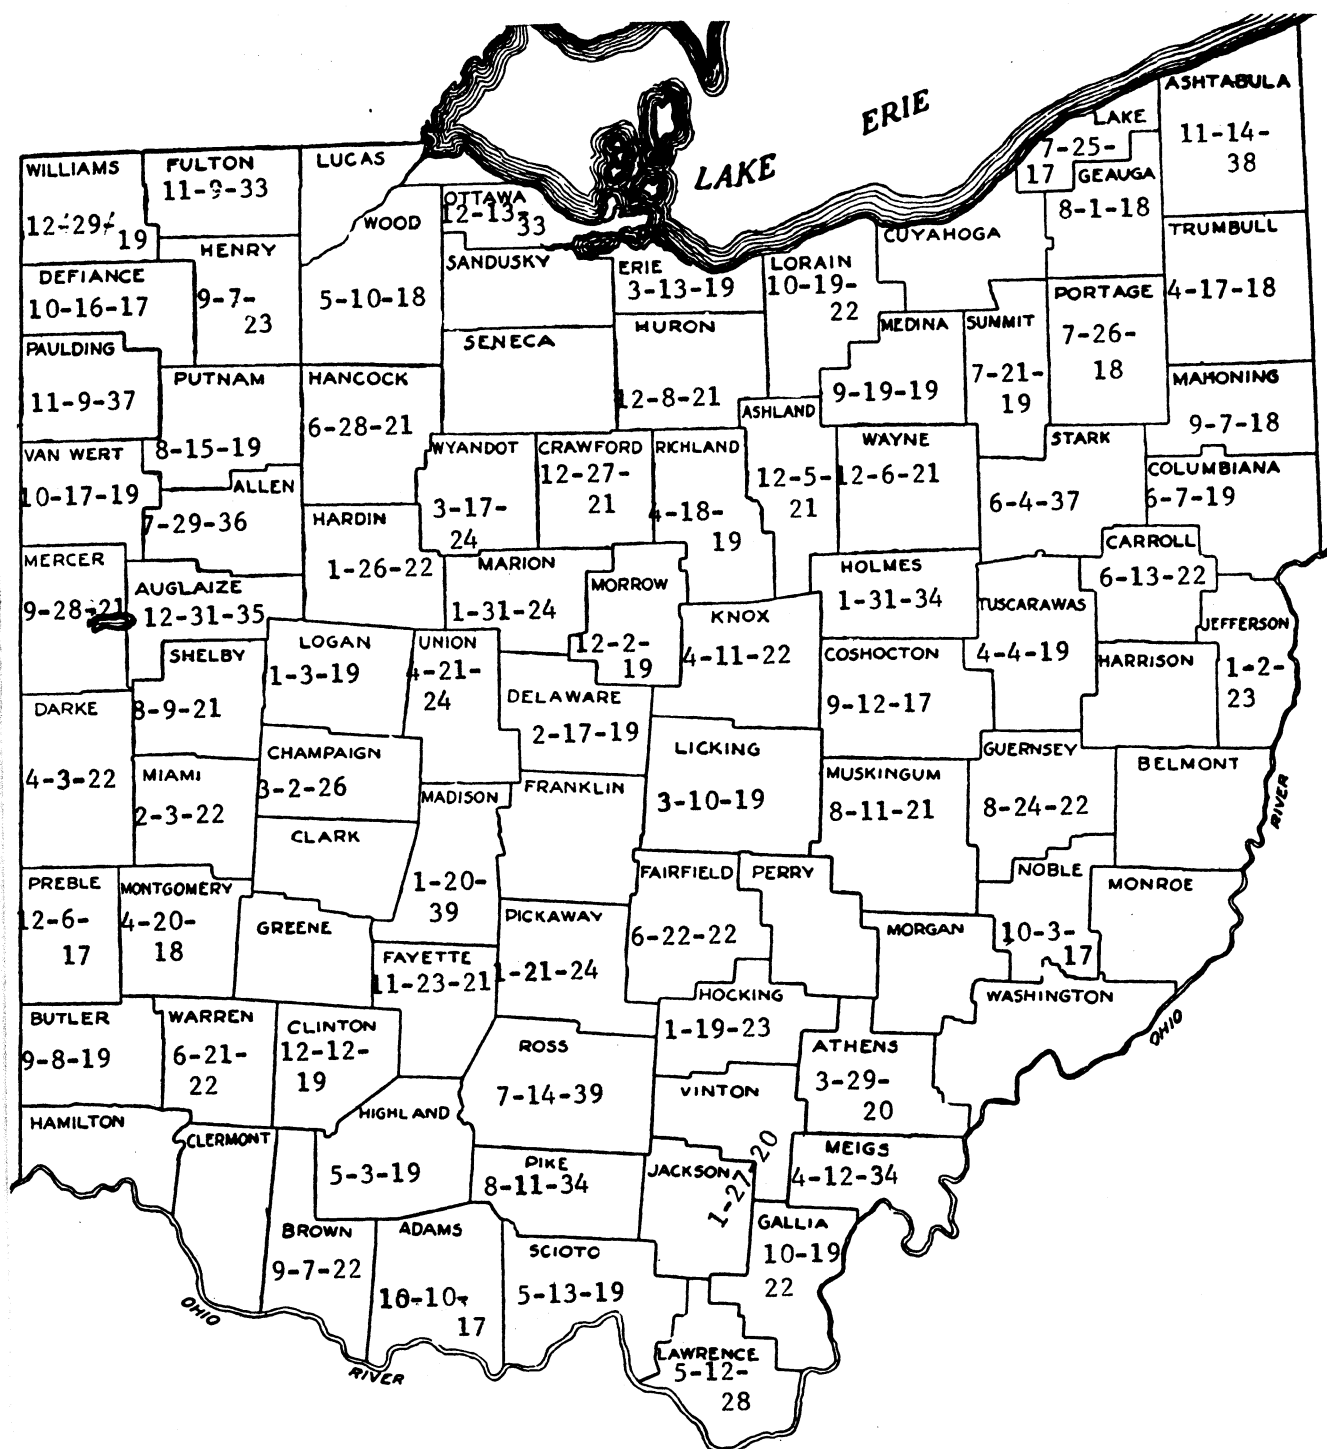 ERIE
LAKE
ASHTABULA
11-14-
38
LAKE
7-25-
17
GEAUGA
8-1-18
WILLIAMS
12-29-
19
FULTON
11-9-33
LUCAS
OTTAWA
12-13-
33
WOOD
5-10-18
HENRY
9-7-
23
DEFIANCE
10-16-17
SANDUSKY
ERIE
3-13-19
LORAIN
10-19-
22
CUYAHOGA
TRUMBULL
4-17-18
PORTAGE
7-26-
18
PAULDING
11-9-37
PUTNAM
8-15-19
HANCOCK
6-28-21
SENECA
HURON
12-8-21
MEDINA
9-19-19
SUMMIT
7-21-
19
MAHONING
9-7-18
ASHLAND
12-5-
21
VAN WERT
10-17-19
ALLEN
7-29-36
WYANDOT
3-17-
24
CRAWFORD
12-27-
21
RICHLAND
4-18-
19
WAYNE
12-6-21
STARK
6-4-37
COLUMBIANA
6-7-19
HARDIN
1-26-22
CARROLL
6-13-22
MERCER
9-28-21
AUGLAIZE
12-31-35
MARION
1-31-24
MORROW
12-2-
19
KNOX
4-11-22
HOLMES
1-31-34
TUSCARAWAS
4-4-19
JEFFERSON
1-2-
23
SHELBY
8-9-21
LOGAN
1-3-19
UNION
4-21-
24
DELAWARE
2-17-19
COSHOCTON
9-12-17
HARRISON
DARKE
4-3-22
MIAMI
2-3-22
CHAMPAIGN
3-2-26
LICKING
3-10-19
MUSKINGUM
8-11-21
GUERNSEY
8-24-22
BELMONT
RIVER
MADISON
1-20-
39
FRANKLIN
CLARK
PREBLE
12-6-
17
MONTGOMERY
4-20-
18
GREENE
FAIRFIELD
6-22-22
PERRY
NOBLE
10-3-
17
MONROE
PICKAWAY
1-21-24
MORGAN
FAYETTE
11-23-21
HOCKING
1-19-23
WASHINGTON
OHIO
BUTLER
9-8-19
WARREN
6-21-
22
CLINTON
12-12-
19
ROSS
7-14-39
ATHENS
3-29-
20
VINTON
1-27-20
HAMILTON
CLERMONT
HIGHLAND
5-3-19
PIKE
8-11-34
JACKSON
MEIGS
4-12-34
BROWN
9-7-22
ADAMS
10-10-
17
SCIOTO
5-13-19
GALLIA
10-19
22
OHIO
RIVER
LAWRENCE
5-12-
28